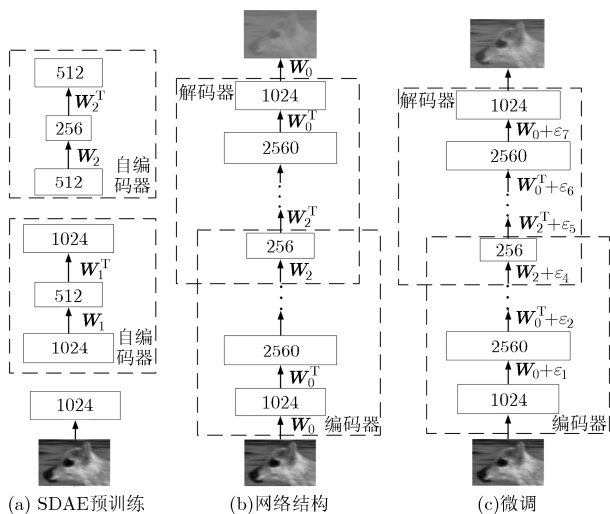 512
W₂ᵀ
256
W₂
自编
码器
512
1024
W₁ᵀ
512
W₁
自编
码器
1024
1024
(a) SDAE预训练
W₀
解码器
1024
W₀ᵀ
2560
W₂ᵀ
256
W₂
2560
W₀ᵀ
1024
编码器
W₀
(b)网络结构
解码器
1024
W₀+ε₇
2560
W₀ᵀ+ε₆
W₂ᵀ+ε₅
256
W₂+ε₄
W₀ᵀ+ε₂
2560
W₀+ε₁
1024
编码器
(c)微调